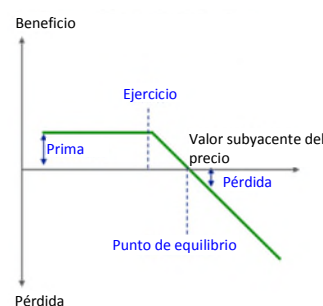 Beneficio
Ejercicio
Valor subyacente del
precio
Prima
Pérdida
Punto de equilibrio
Pérdida